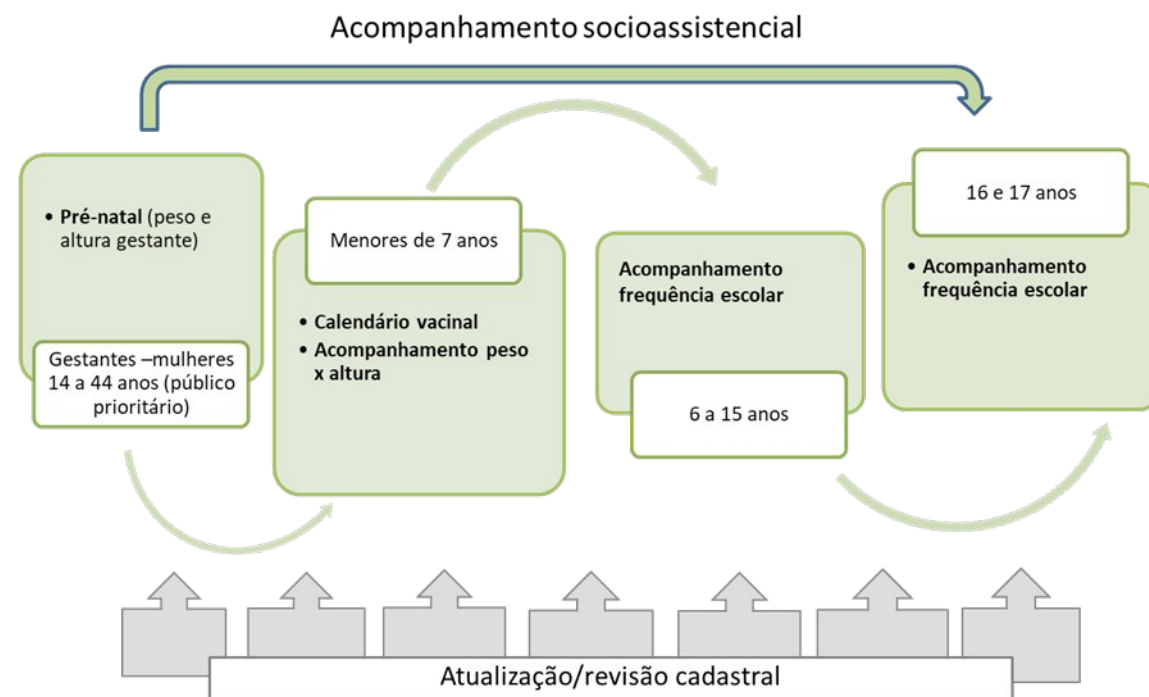 Acompanhamento socioassistencial
• Pré-natal (peso e
altura gestante)
Gestantes –mulheres
14 a 44 anos (público
prioritário)
Menores de 7 anos
• Calendário vacinal
• Acompanhamento peso
x altura
Acompanhamento
frequência escolar
6 a 15 anos
16 e 17 anos
• Acompanhamento
frequência escolar
Atualização/revisão cadastral